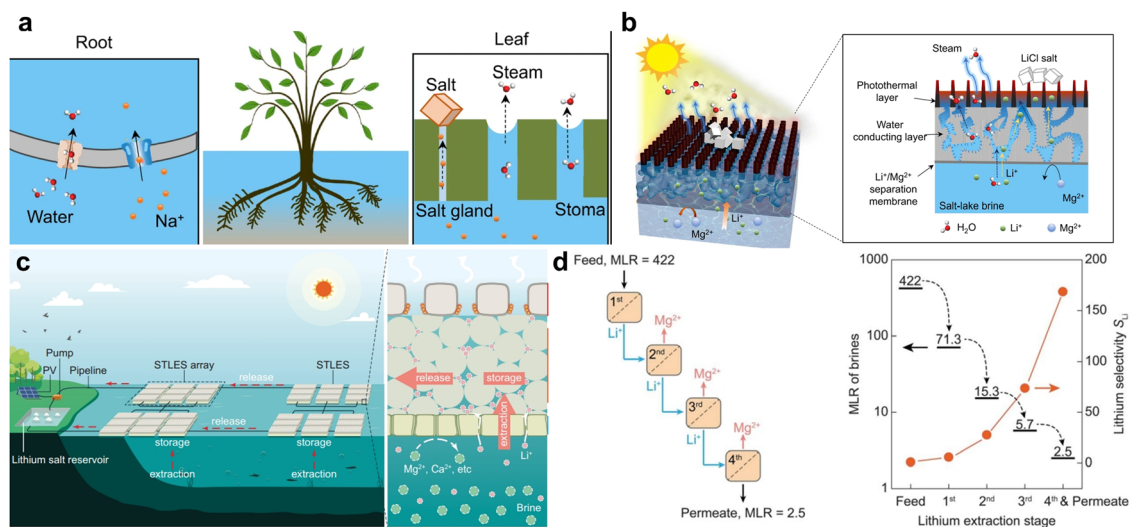 a
Root
Water
Na⁺
Leaf
Salt
Steam
Salt gland
Stoma
b
Li⁺
Mg²⁺
Steam
LiCl salt
Photothermal
layer
Water
conducting layer
Li⁺/Mg²⁺
separation
membrane
Li⁺
Mg²⁺
Salt-lake brine
H₂O
Li⁺
Mg²⁺
c
Pump
PV
Pipeline
STLES array
STLES
release
release
storage
storage
Lithium salt reservoir
extraction
extraction
release
storage
extraction
Mg²⁺, Ca²⁺, etc
Li⁺
Brine
d
Feed, MLR = 422
1st
Li⁺
Mg²⁺
2nd
Li⁺
Mg²⁺
3rd
Li⁺
Mg²⁺
4th
Permeate, MLR = 2.5
MLR of brines
1000
100
10
1
422
71.3
15.3
5.7
2.5
200
150
100
50
0
Lithium selectivity S_Li
Feed
1st
2nd
3rd
4th & Permeate
Lithium extraction stage